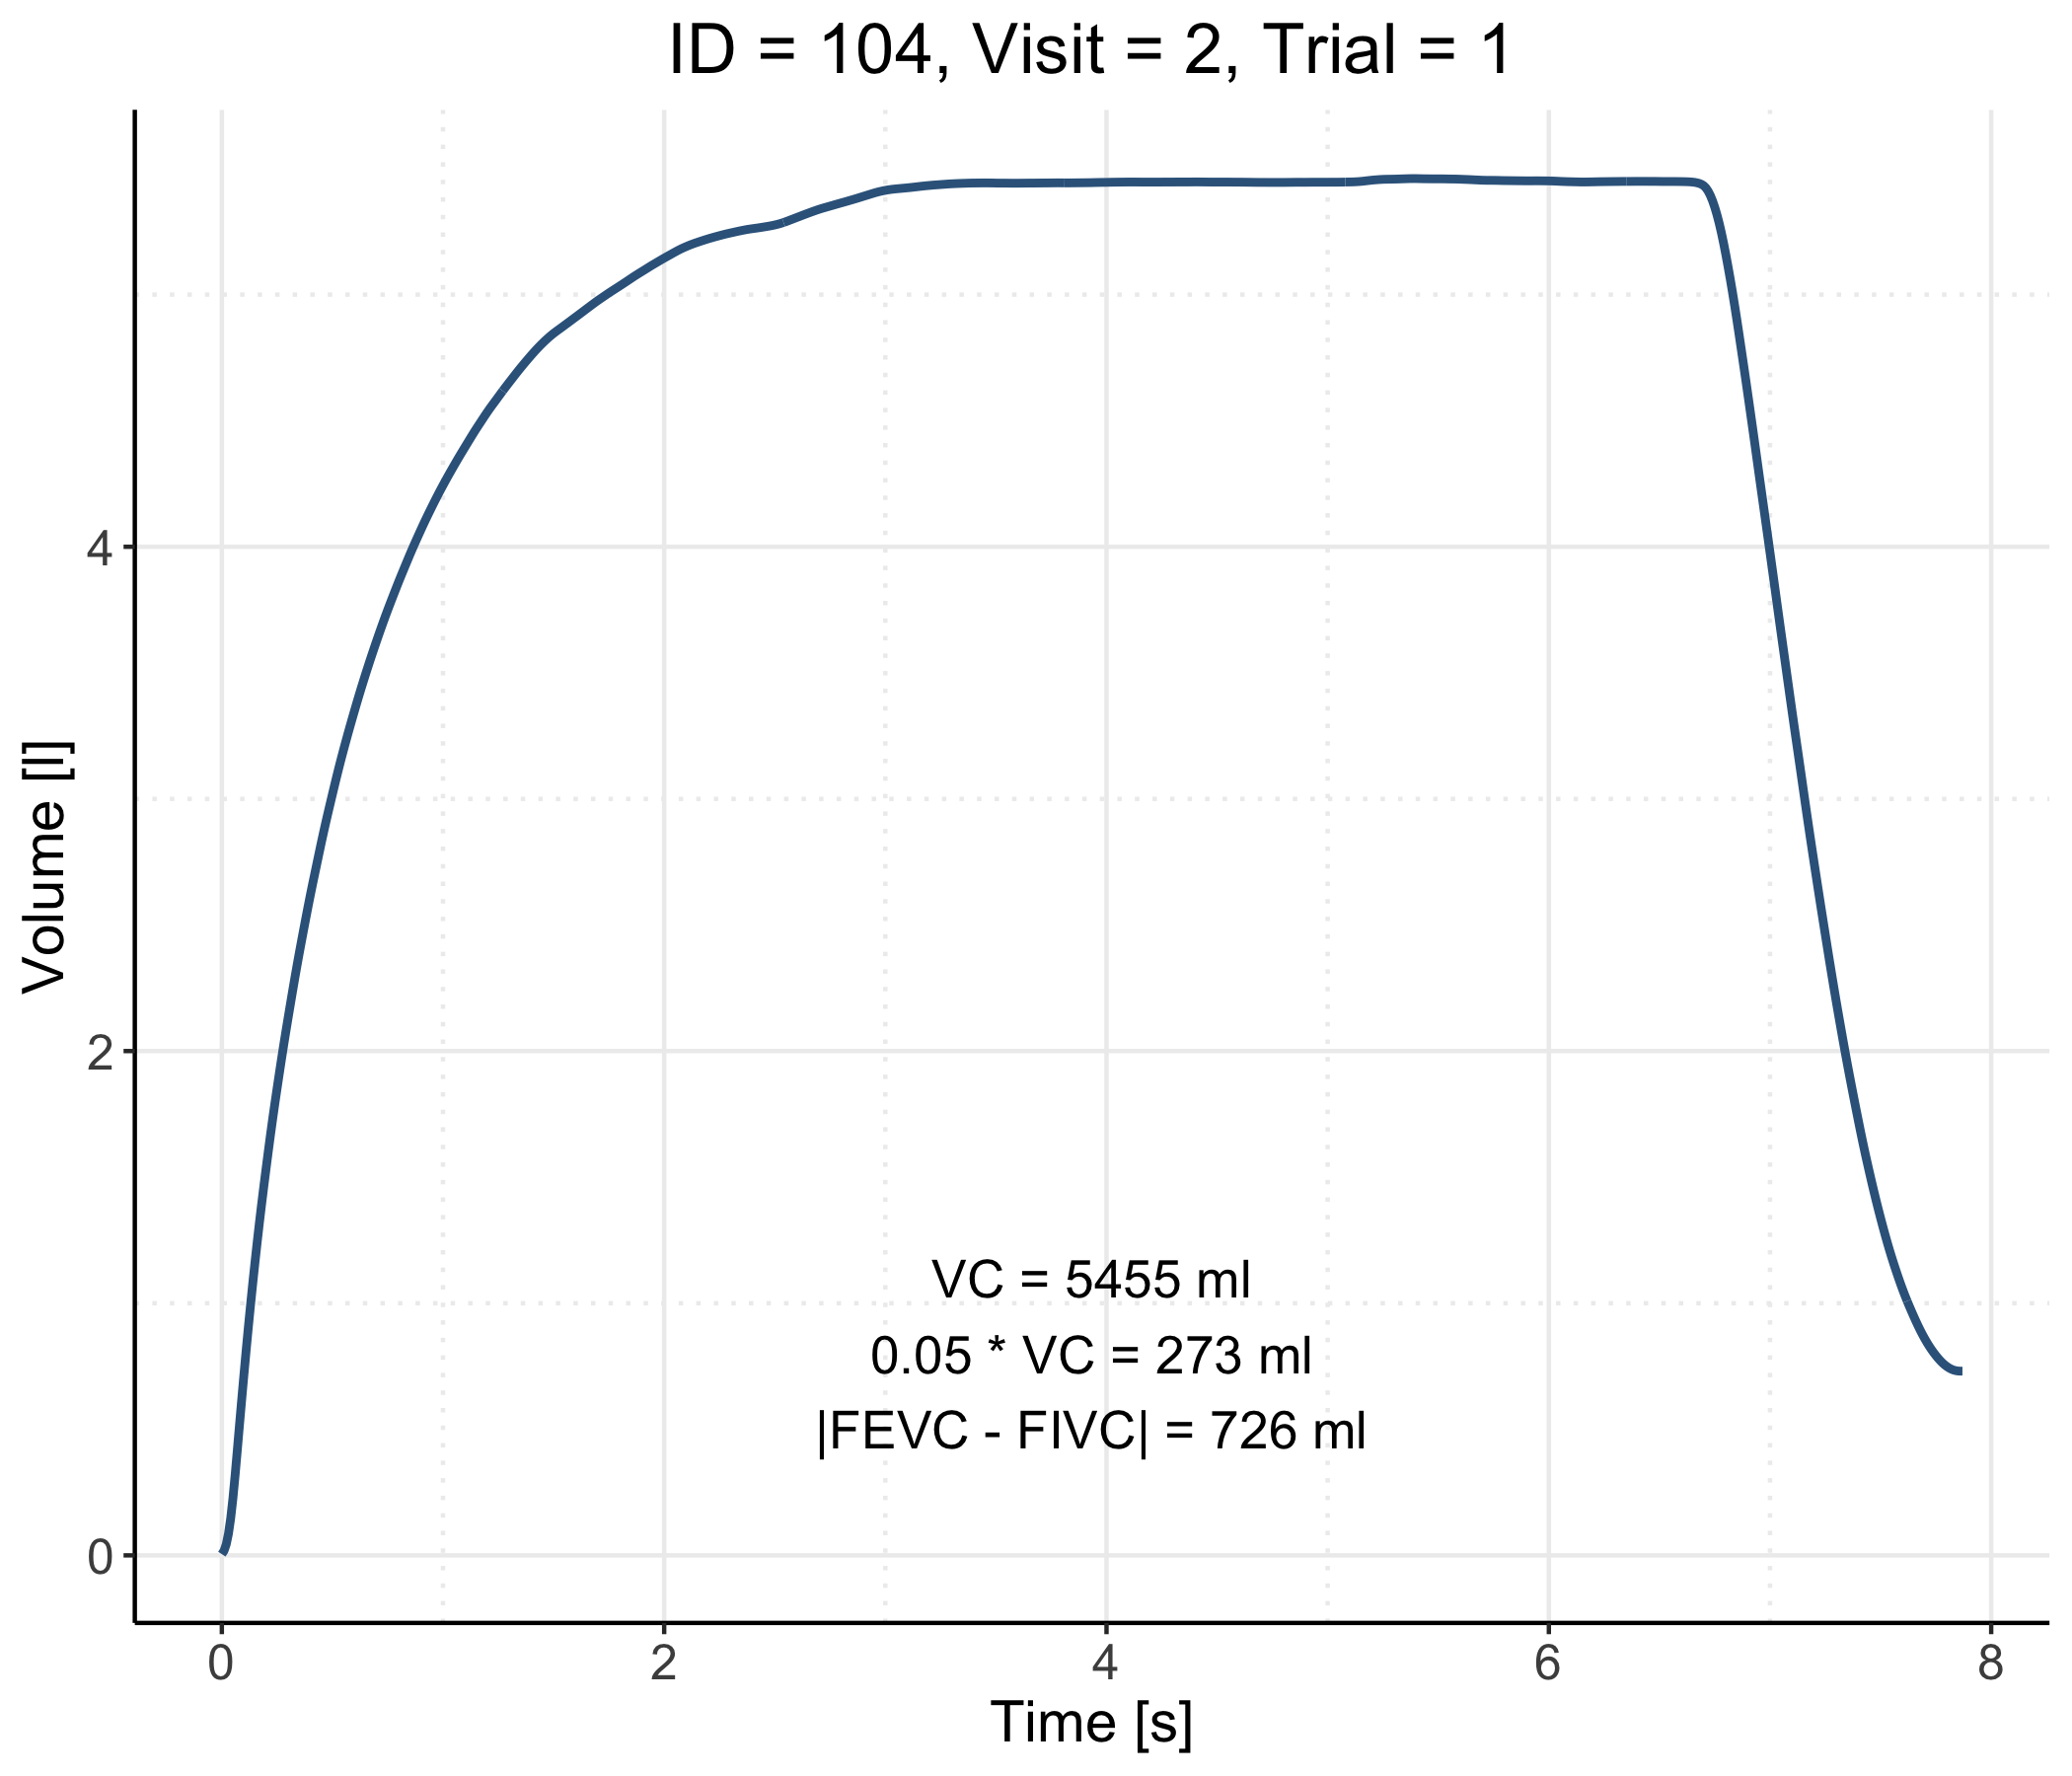 ID = 104, Visit = 2, Trial = 1
Volume [l]
4
2
0
VC = 5455 ml
0.05 * VC = 273 ml
|FEVC - FIVC| = 726 ml
0 2 4 6 8
Time [s]